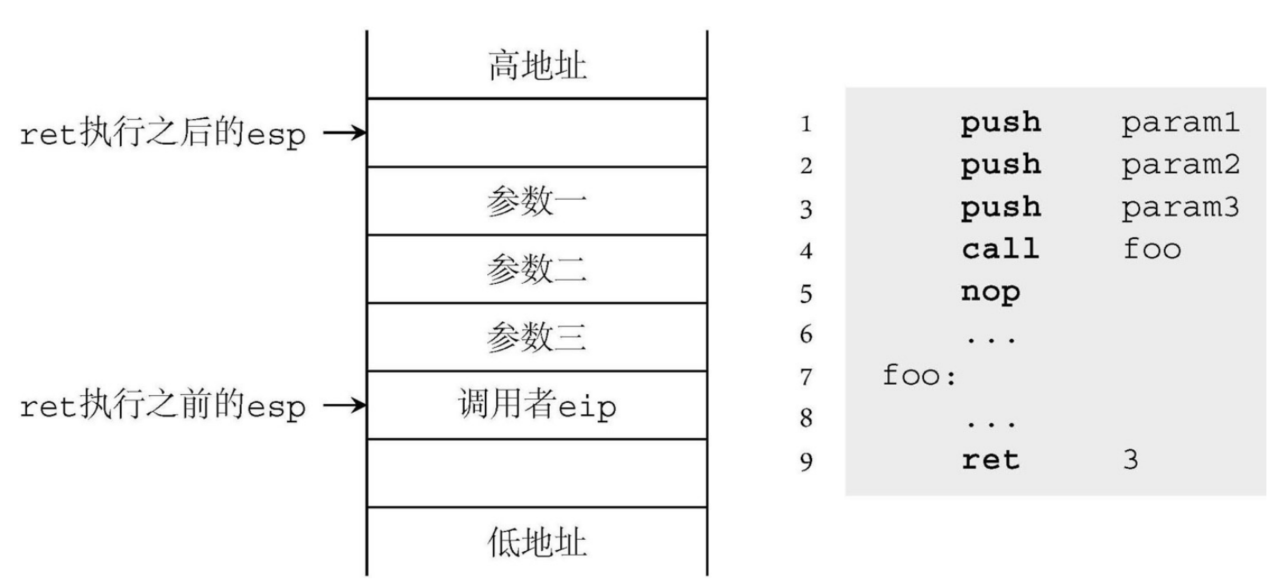 高地址
ret执行之后的esp
参数一
参数二
参数三
ret执行之前的esp
调用者eip
低地址
1 push param1
2 push param2
3 push param3
4 call foo
5 nop
6 ...
7 foo:
8 ...
9 ret 3